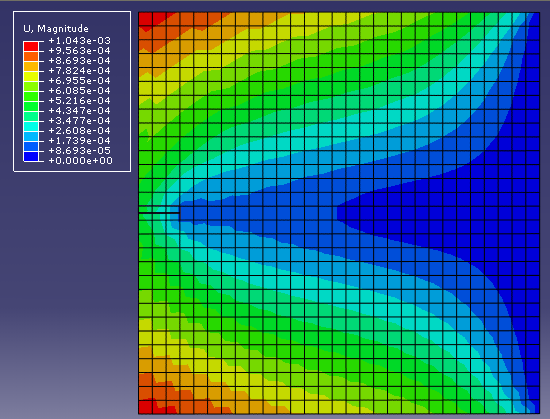 U, Magnitude
+1.043e-03
+9.563e-04
+8.693e-04
+7.824e-04
+6.955e-04
+6.085e-04
+5.216e-04
+4.347e-04
+3.477e-04
+2.608e-04
+1.739e-04
+8.693e-05
+0.000e+00